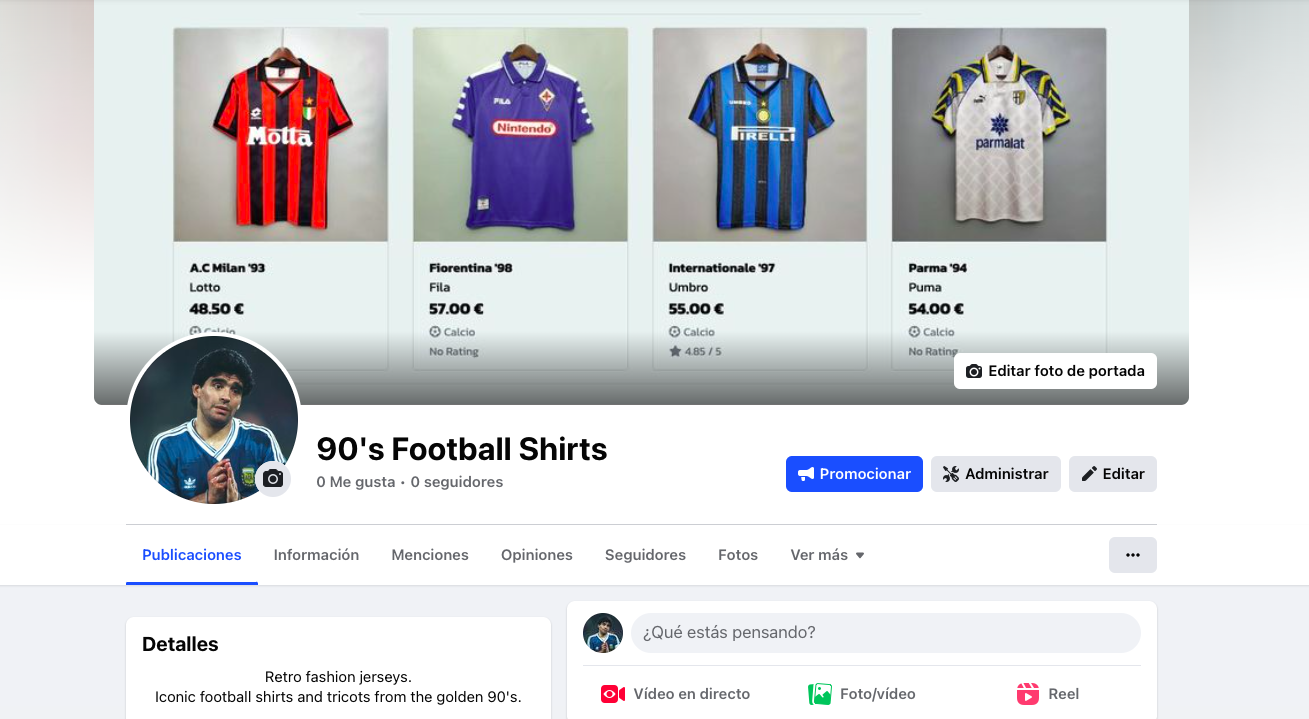 Motta
FILA
FILA
Nintendo
UMBRO
PIRELLI
parmalat
A.C Milan '93
Lotto
48.50 €
Calcio
Fiorentina '98
Fila
57.00 €
Calcio
No Rating
Internationale '97
Umbro
55.00 €
Calcio
4.85 / 5
Parma '94
Puma
54.00 €
Calcio
No Rating
Editar foto de portada
90's Football Shirts
0 Me gusta · 0 seguidores
Promocionar
Administrar
Editar
Publicaciones
Información
Menciones
Opiniones
Seguidores
Fotos
Ver más
Detalles
Retro fashion jerseys.
Iconic football shirts and tricots from the golden 90's.
¿Qué estás pensando?
Vídeo en directo
Foto/vídeo
Reel